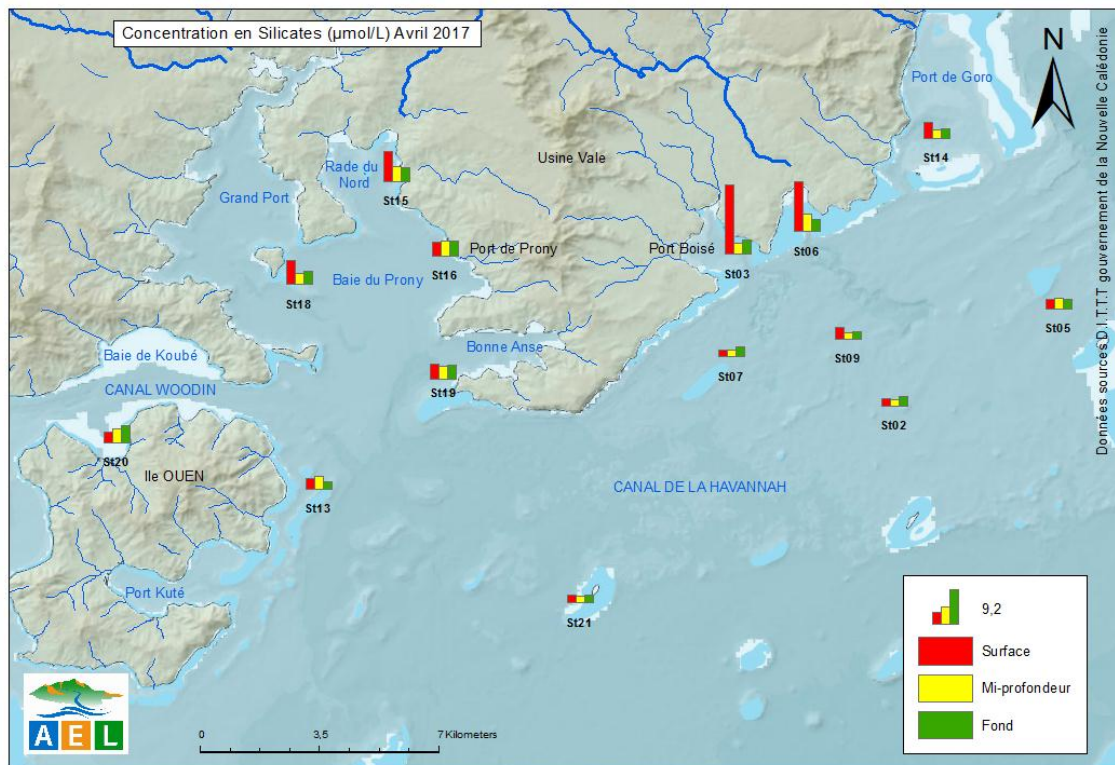 Concentration en Silicates (µmol/L) Avril 2017
N
Port de Goro
St14
Usine Vale
Rade du
Nord
St15
Grand Port
Port de Prony
St16
Port Boisé
St03
St06
Baie du Prony
St18
St05
St09
Bonne Anse
St07
Baie de Koubé
CANAL WOODIN
St19
St02
St20
Ile OUEN
St13
CANAL DE LA HAVANNAH
Port Kuté
St21
9,2
Surface
Mi-profondeur
Fond
AEL
0 3,5 7 Kilometers
Données sources D.I.T.T.T gouvernement de la Nouvelle Calédonie